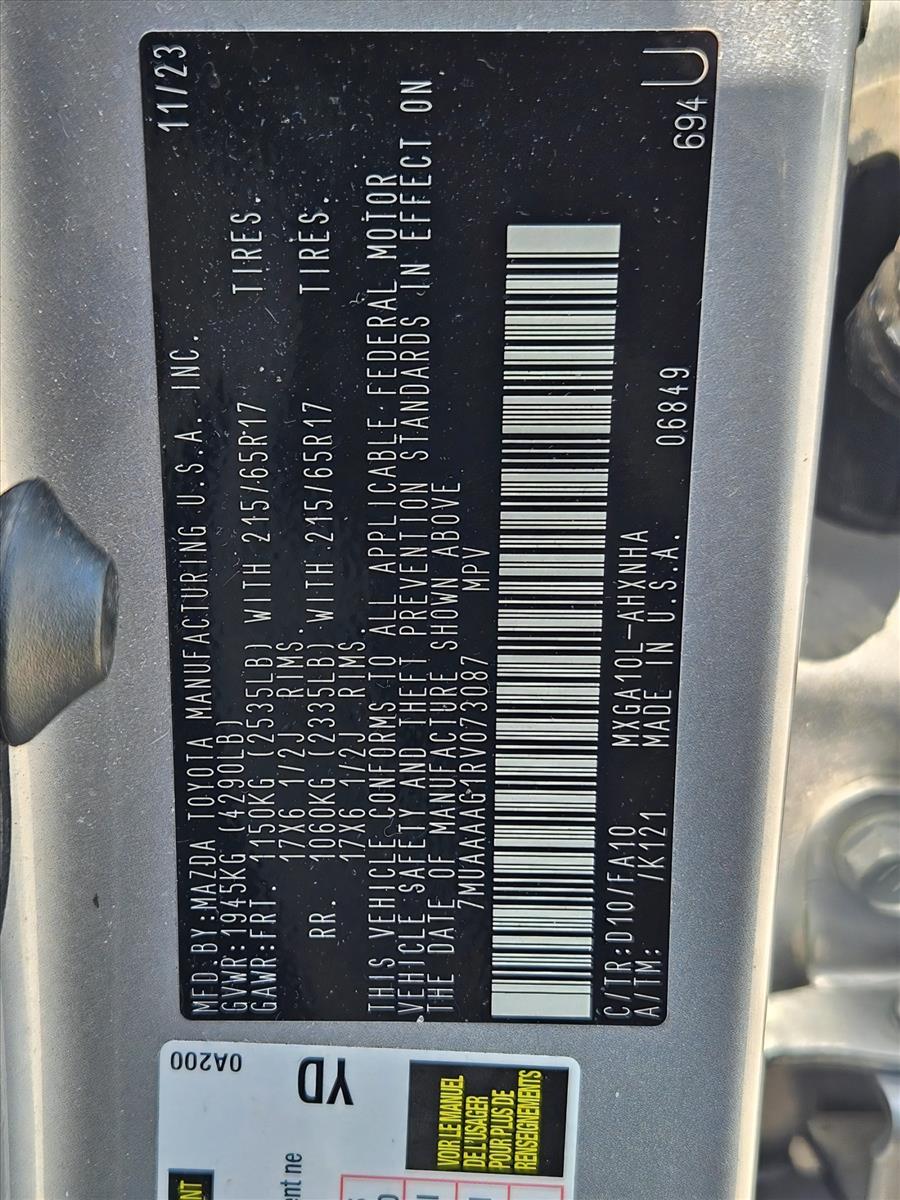 MFD.BY:MAZDA TOYOTA MANUFACTURING U.S.A. INC. 11/23
GVWR:1945KG (4290LB)
GAWR:FRT. 1150KG (2535LB) WITH 215/65R17 TIRES.
17X6 1/2J RIMS.
RR. 1060KG (2335LB) WITH 215/65R17 TIRES.
17X6 1/2J RIMS.
THIS VEHICLE CONFORMS TO ALL APPLICABLE FEDERAL MOTOR
VEHICLE SAFETY AND THEFT PREVENTION STANDARDS IN EFFECT ON
THE DATE OF MANUFACTURE SHOWN ABOVE.
7MUAAAAG1RV073087 MPV
C/TR:D10/FA10 MXGA10L-AHXNHA
A/TM: /K121 MADE IN U.S.A. 06849
694 U
0A200
YD
VOIR LE MANUEL
DE L'USAGER
POUR PLUS DE
RENSEIGNEMENTS